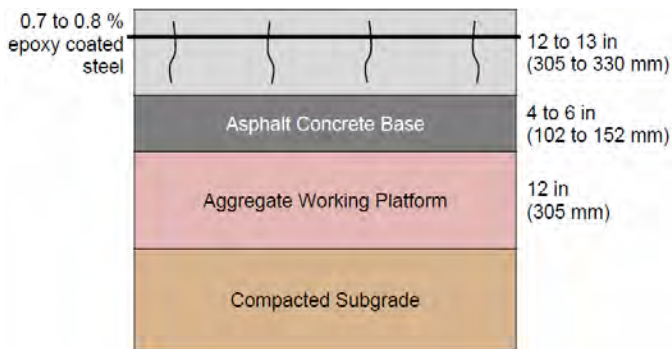 0.7 to 0.8 %
epoxy coated
steel
12 to 13 in
(305 to 330 mm)
Asphalt Concrete Base
4 to 6 in
(102 to 152 mm)
Aggregate Working Platform
12 in
(305 mm)
Compacted Subgrade